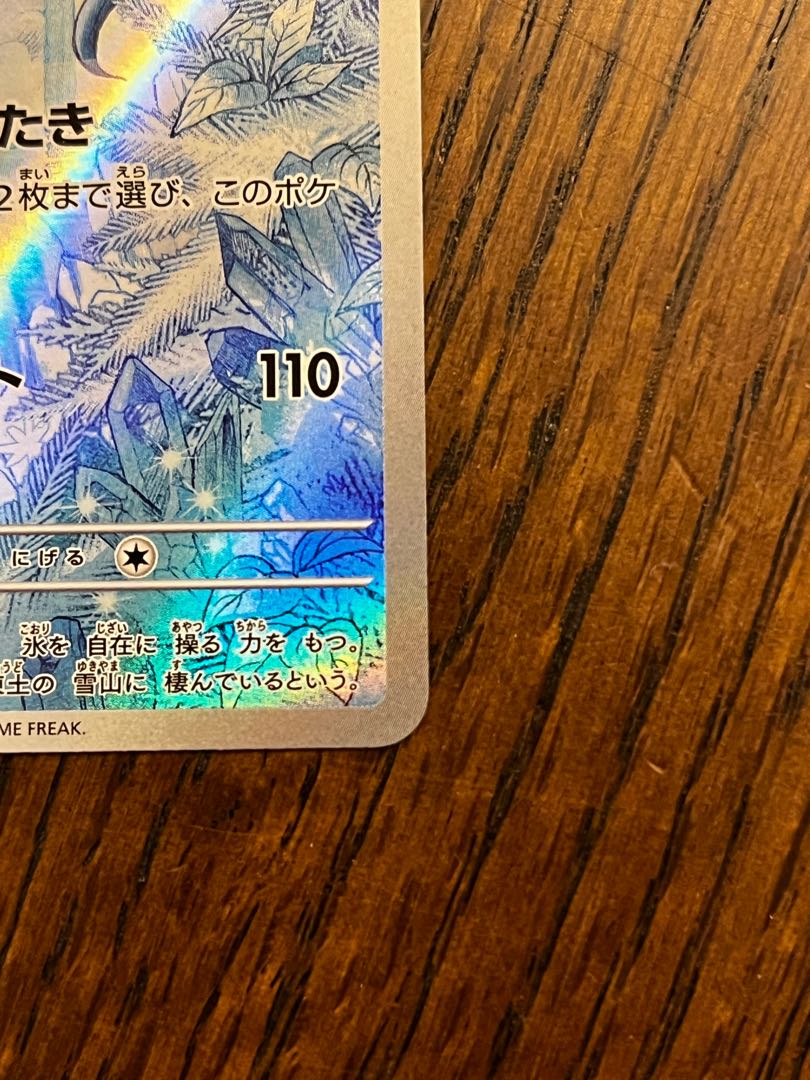 たき
2枚まで選び、このポケ
ト
110
にげる
氷を 自在に 操る 力を もつ。
土の 雪山に 棲んでいるという。
ME FREAK.